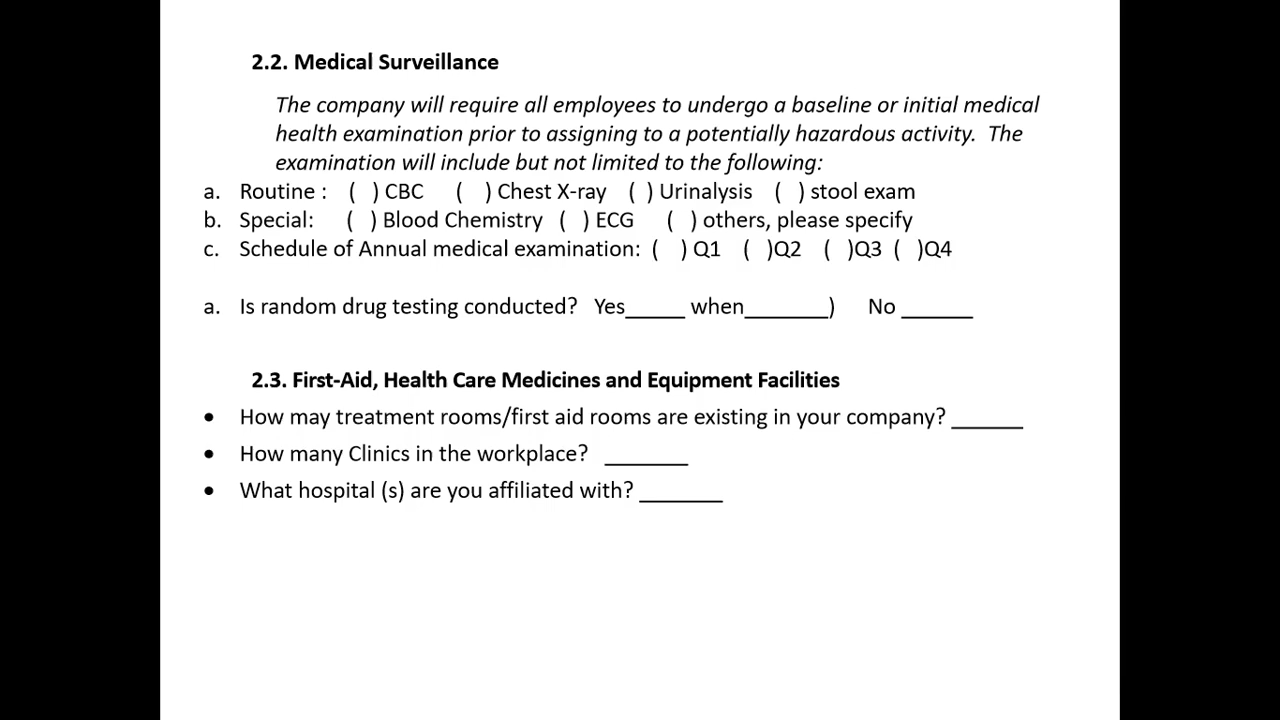 2.2. Medical Surveillance
The company will require all employees to undergo a baseline or initial medical
health examination prior to assigning to a potentially hazardous activity.  The
examination will include but not limited to the following:
a. Routine :   (  ) CBC     (   ) Chest X-ray   ( ) Urinalysis   (  ) stool exam
b. Special:     (  ) Blood Chemistry  (  ) ECG     (  ) others, please specify
c. Schedule of Annual medical examination: (   ) Q1   (  )Q2   (  )Q3  (  )Q4
a. Is random drug testing conducted?  Yes_____ when_______)     No ______
2.3. First-Aid, Health Care Medicines and Equipment Facilities
• How may treatment rooms/first aid rooms are existing in your company? ______
• How many Clinics in the workplace?  _______
• What hospital (s) are you affiliated with? _______